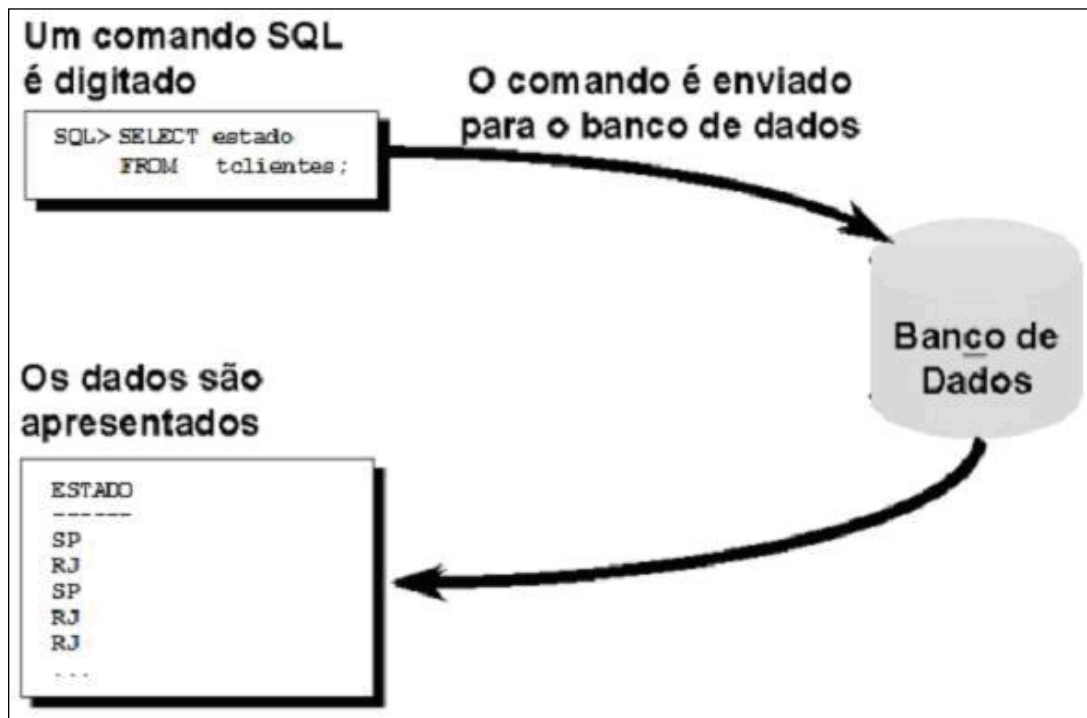 Um comando SQL
é digitado
SQL> SELECT estado
FROM tclientes;
O comando é enviado
para o banco de dados
Banco de
Dados
Os dados são
apresentados
ESTADO
------
SP
RJ
SP
RJ
RJ
...